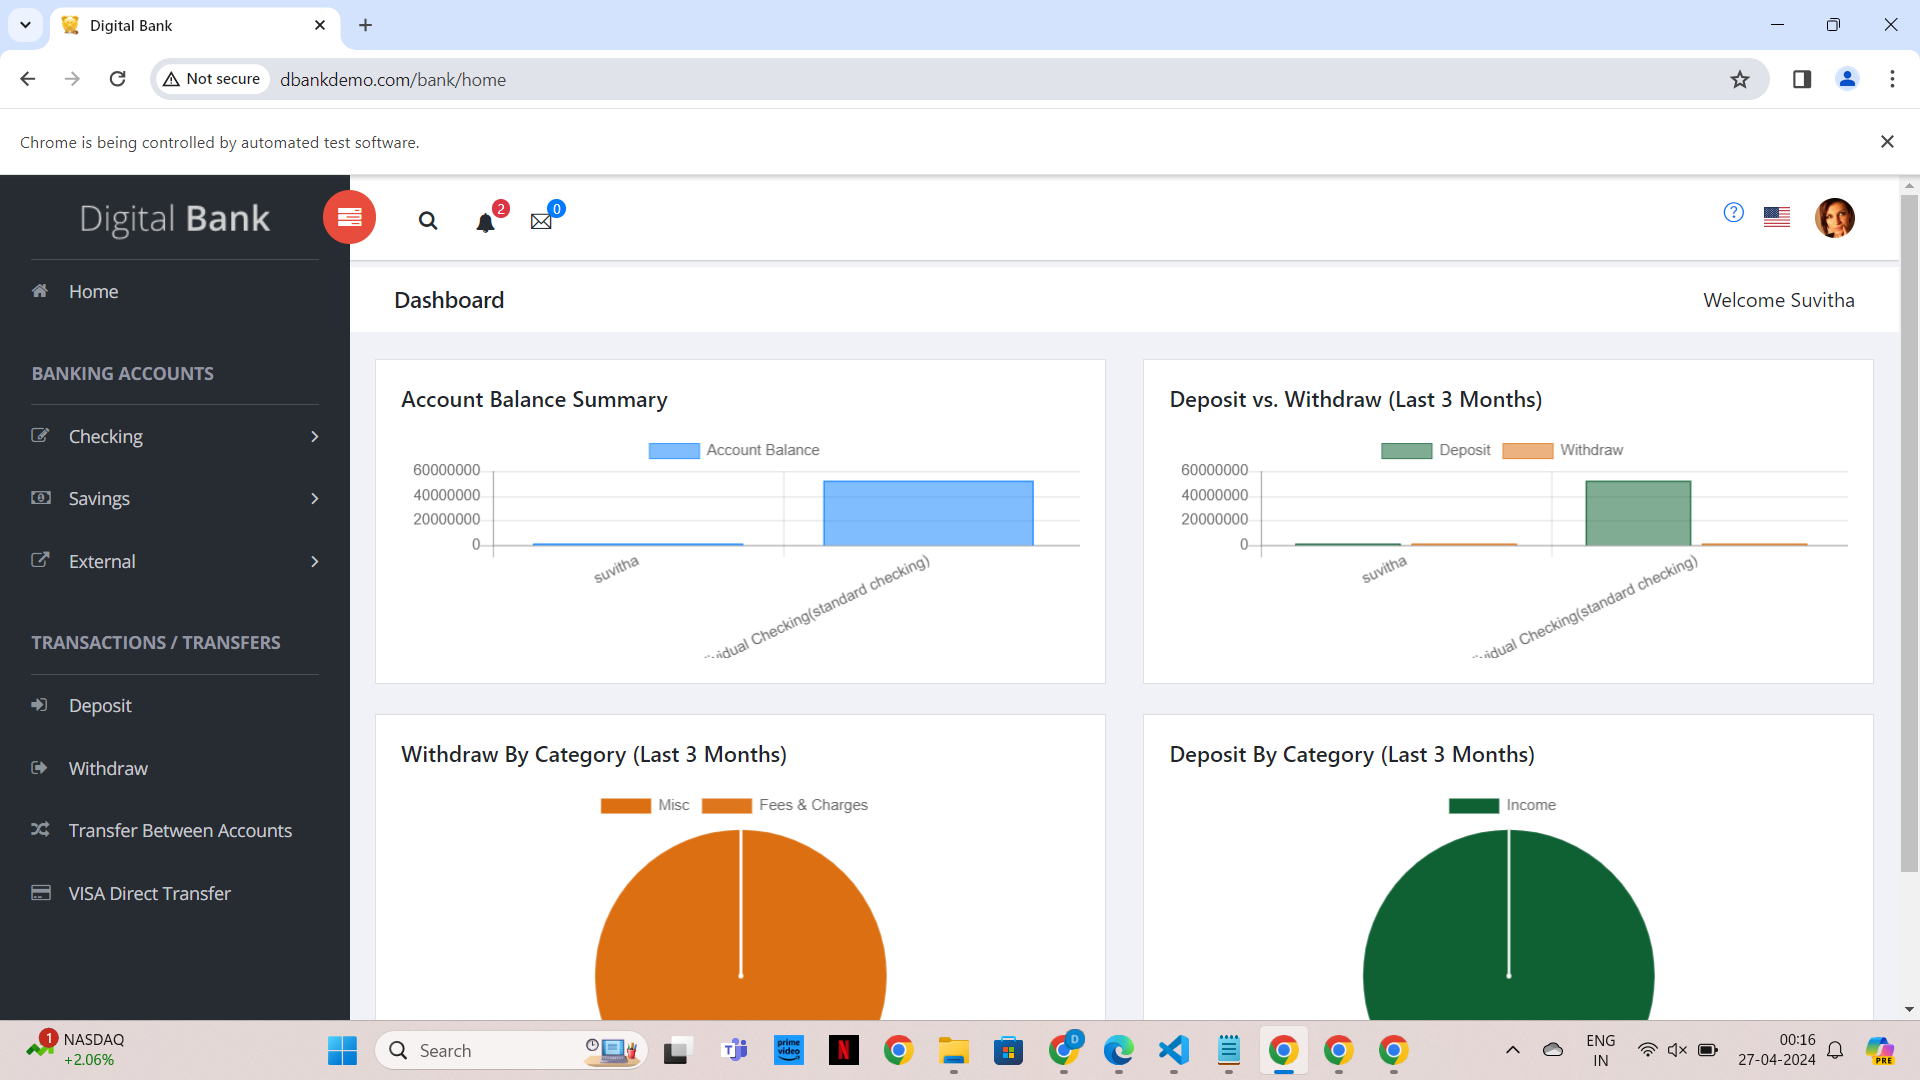 Digital Bank
Not secure
dbankdemo.com/bank/home
Chrome is being controlled by automated test software.
Digital Bank
2
0
Home
Dashboard
Welcome Suvitha
BANKING ACCOUNTS
Checking
Savings
External
TRANSACTIONS / TRANSFERS
Deposit
Withdraw
Transfer Between Accounts
VISA Direct Transfer
Account Balance Summary
Account Balance
60000000
40000000
20000000
0
suvitha
Checking(standard checking)
Deposit vs. Withdraw (Last 3 Months)
Deposit
Withdraw
60000000
40000000
20000000
0
suvitha
Checking(standard checking)
Withdraw By Category (Last 3 Months)
Misc
Fees & Charges
Deposit By Category (Last 3 Months)
Income
1
NASDAQ
+2.06%
Search
prime video
D
ENG
IN
00:16
27-04-2024
PRE